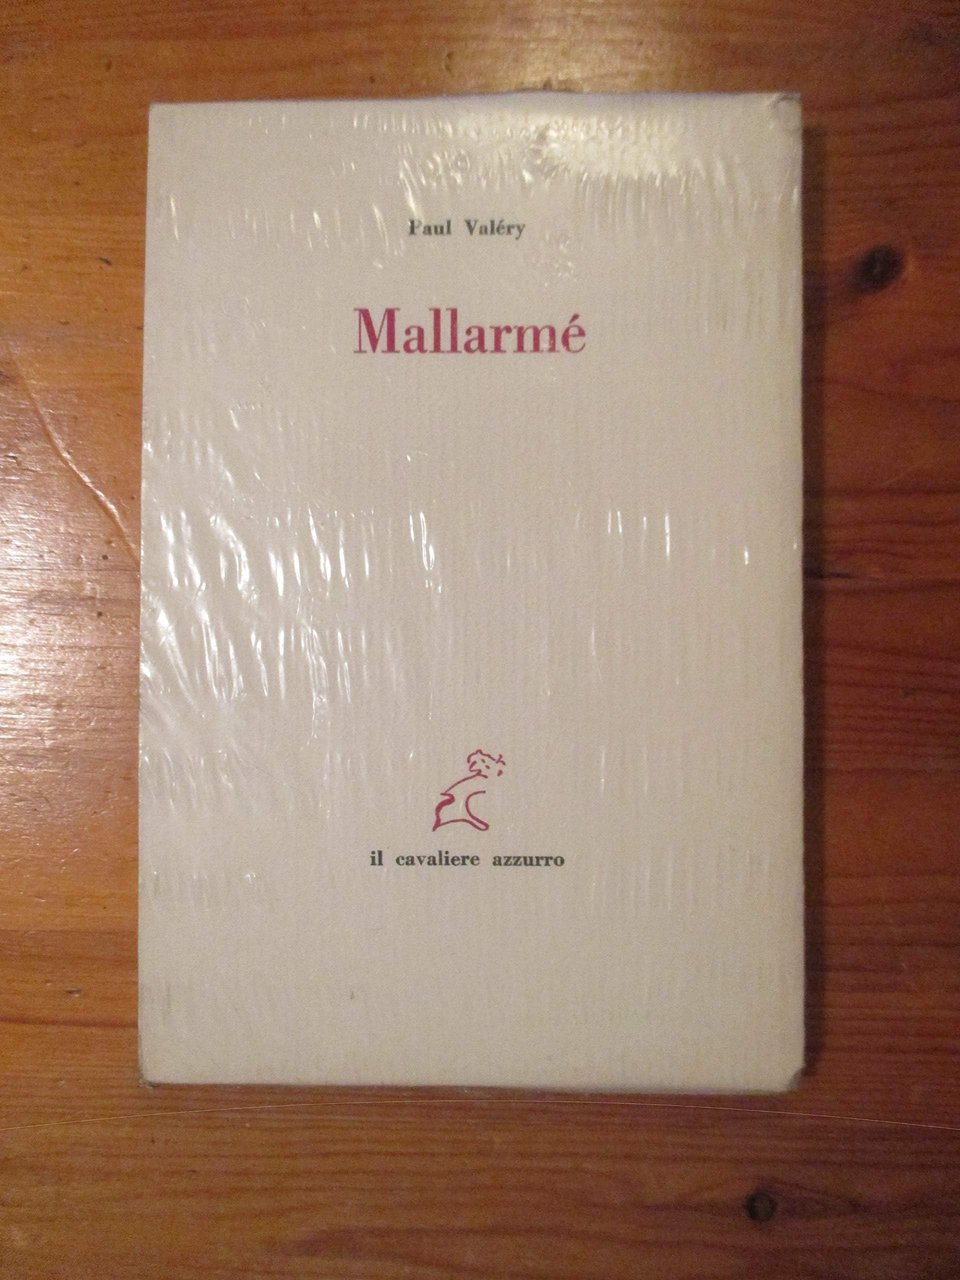 Paul Valéry
Mallarmé
il cavaliere azzurro